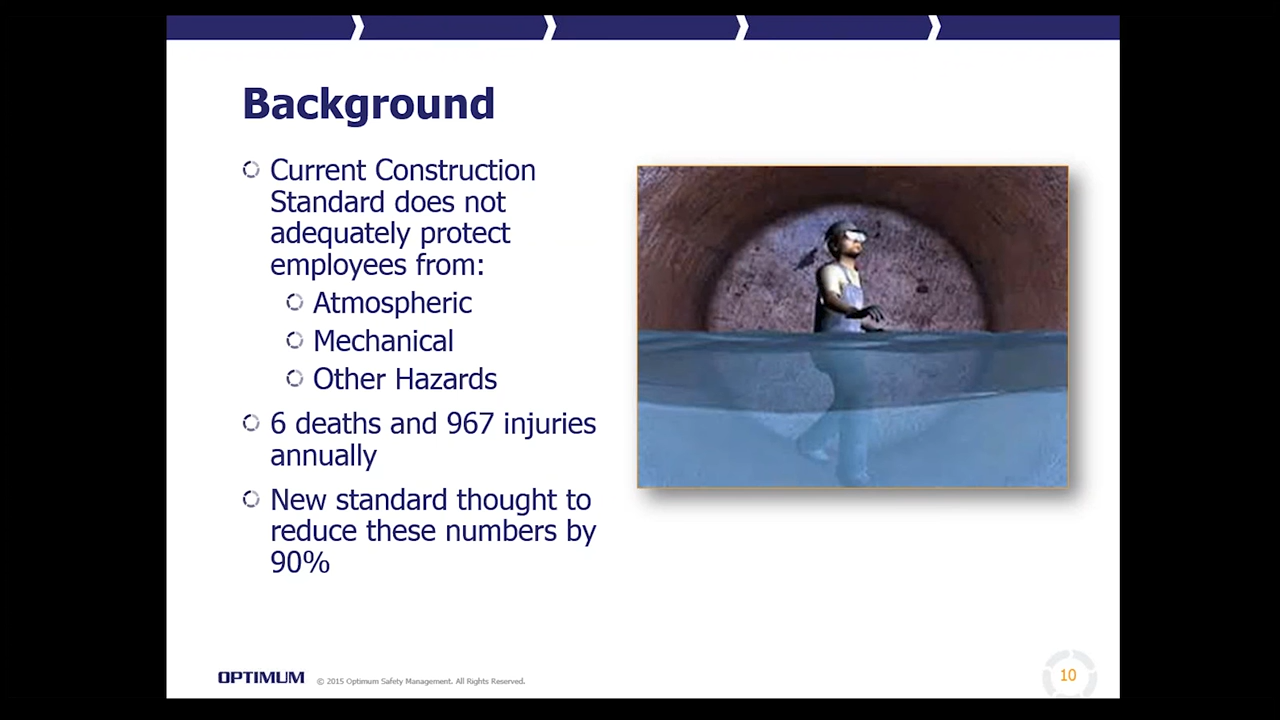 Background
Current Construction
Standard does not
adequately protect
employees from:
Atmospheric
Mechanical
Other Hazards
6 deaths and 967 injuries
annually
New standard thought to
reduce these numbers by
90%
OPTIMUM © 2015 Optimum Safety Management. All Rights Reserved.
10